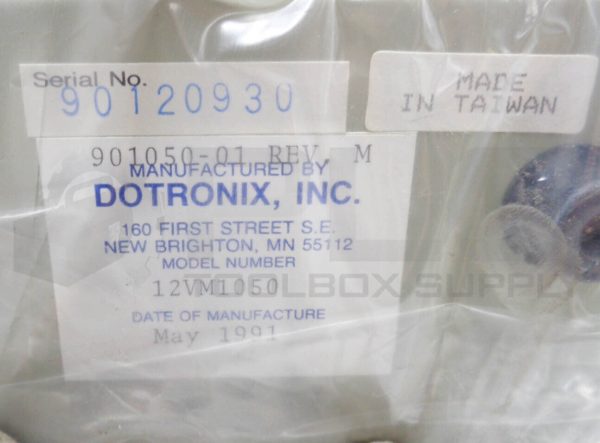 Serial No.
90120930
MADE
IN TAIWAN
901050-01 REV. M
MANUFACTURED BY
DOTRONIX, INC.
160 FIRST STREET S.E.
NEW BRIGHTON, MN 55112
MODEL NUMBER
12VM1050
TOOLBOX.SUPPLY
DATE OF MANUFACTURE
May 1991